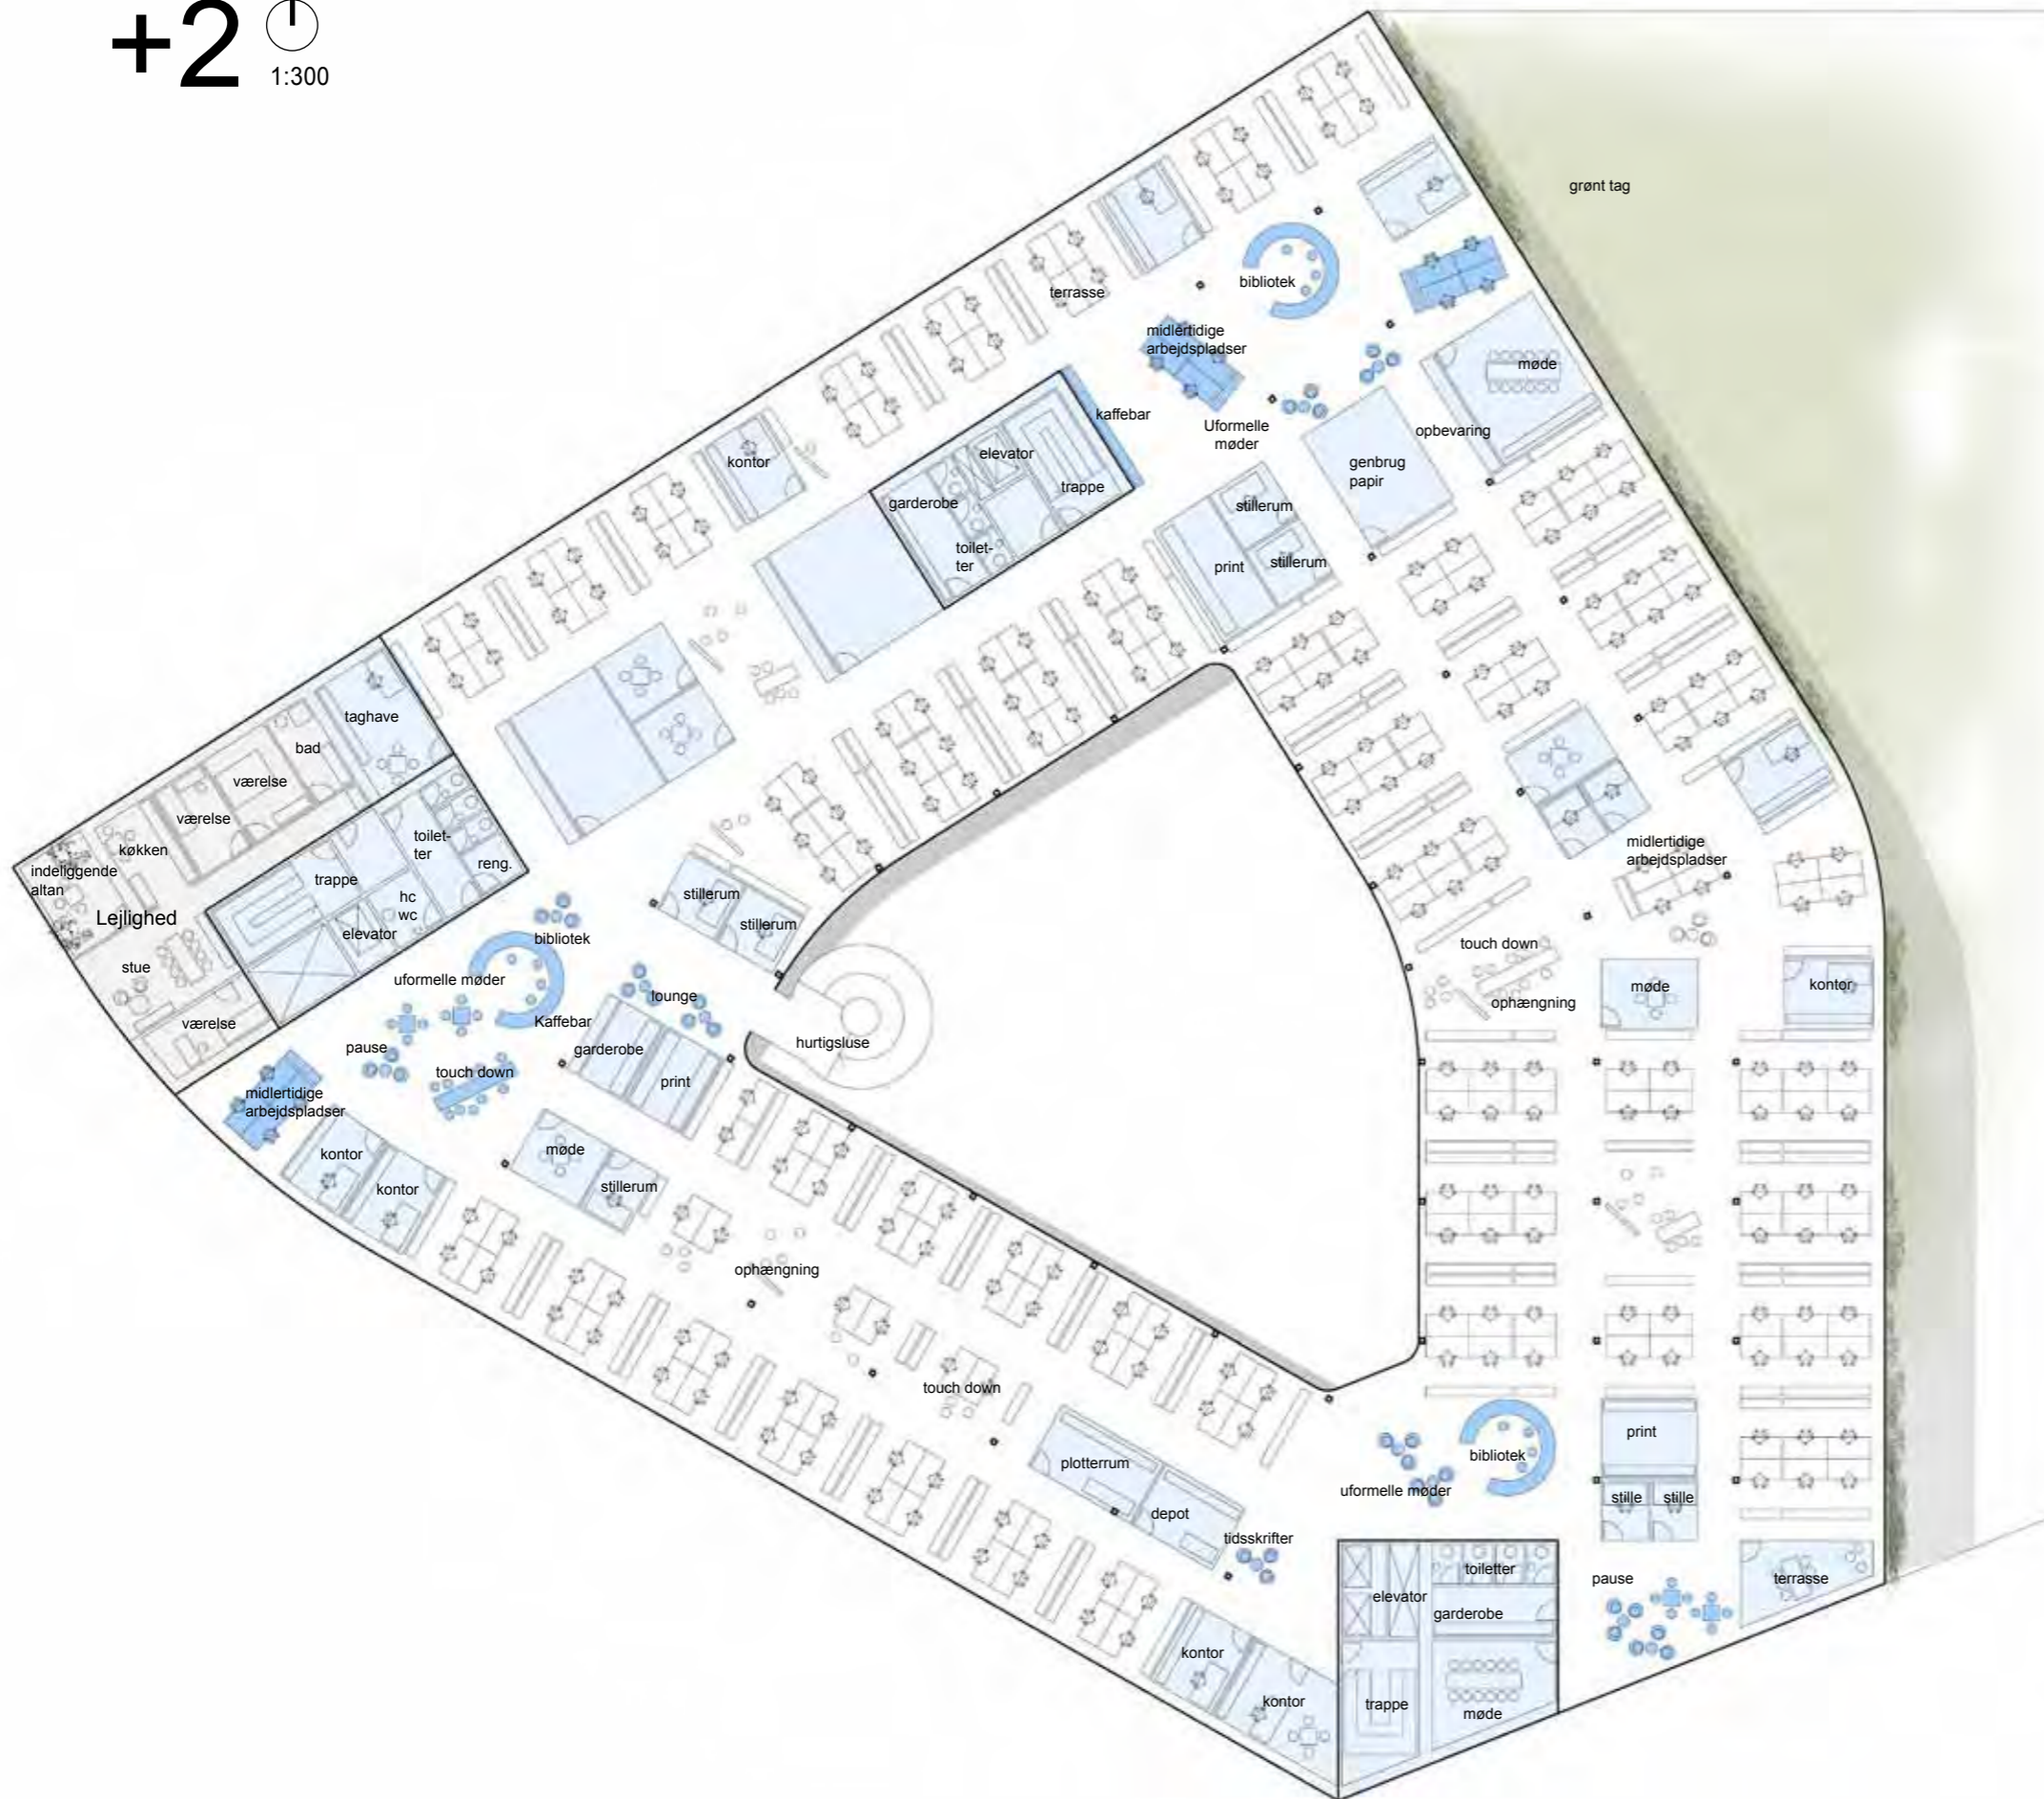 +2
1:300
grønt tag
bibliotek
terrasse
midlertidige
arbejdspladser
møde
kaffebar
Uformelle
møder
opbevaring
kontor
elevator
genbrug
papir
garderobe
trappe
stillerum
toilet-
ter
print
stillerum
taghave
bad
værelse
værelse
køkken
indeliggende
altan
toilet-
ter
reng.
trappe
hc
wc
Lejlighed
elevator
stue
værelse
stillerum
stillerum
bibliotek
uformelle møder
lounge
Kaffebar
hurtigsluse
pause
garderobe
touch down
print
midlertidige
arbejdspladser
kontor
kontor
møde
stillerum
midlertidige
arbejdspladser
touch down
ophængning
møde
kontor
ophængning
touch down
plotterrum
depot
tidsskrifter
bibliotek
uformelle møder
print
stille
stille
toiletter
elevator
garderobe
pause
terrasse
kontor
kontor
trappe
møde